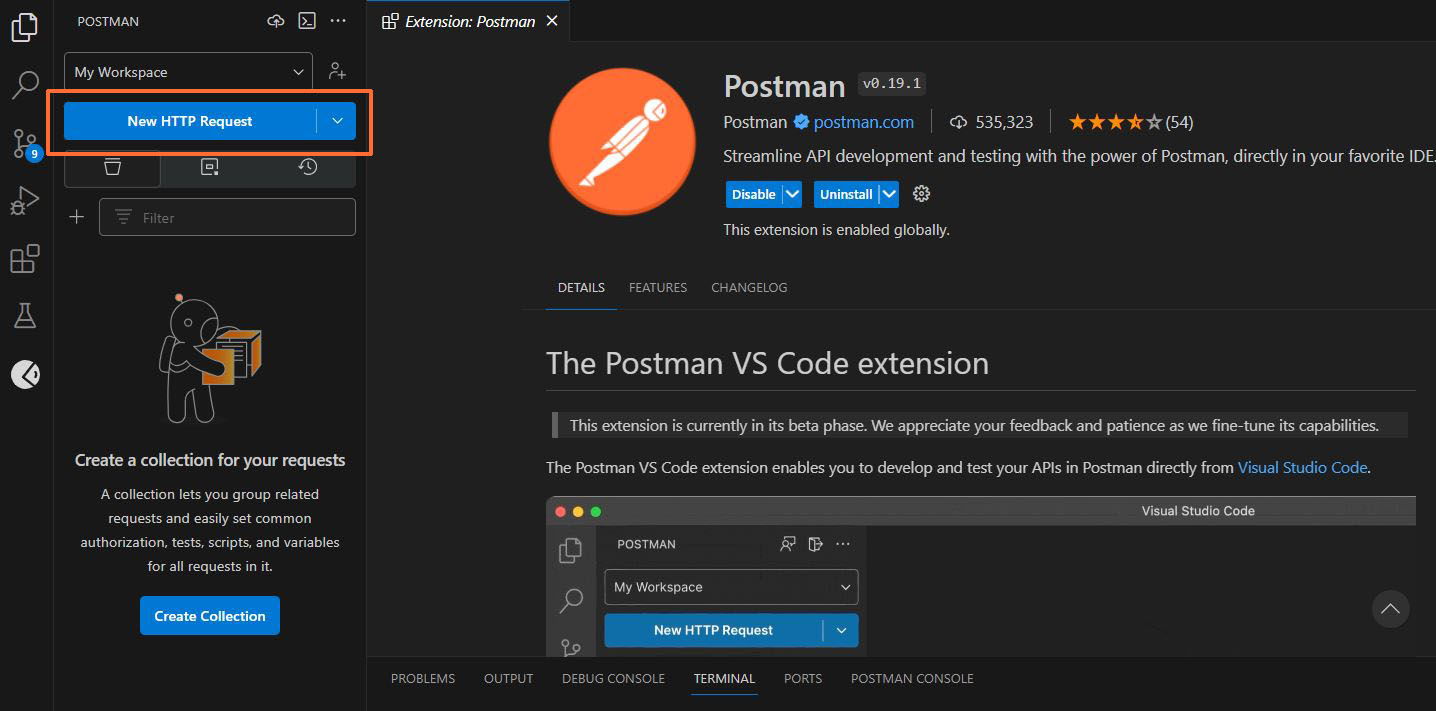 POSTMAN
My Workspace
New HTTP Request
9
Filter
Create a collection for your requests
A collection lets you group related
requests and easily set common
authorization, tests, scripts, and variables
for all requests in it.
Create Collection
Extension: Postman
Postman v0.19.1
Postman postman.com 535,323 (54)
Streamline API development and testing with the power of Postman, directly in your favorite IDE.
Disable Uninstall
This extension is enabled globally.
DETAILS FEATURES CHANGELOG
The Postman VS Code extension
This extension is currently in its beta phase. We appreciate your feedback and patience as we fine-tune its capabilities.
The Postman VS Code extension enables you to develop and test your APIs in Postman directly from Visual Studio Code.
Visual Studio Code
POSTMAN
My Workspace
New HTTP Request
PROBLEMS OUTPUT DEBUG CONSOLE TERMINAL PORTS POSTMAN CONSOLE